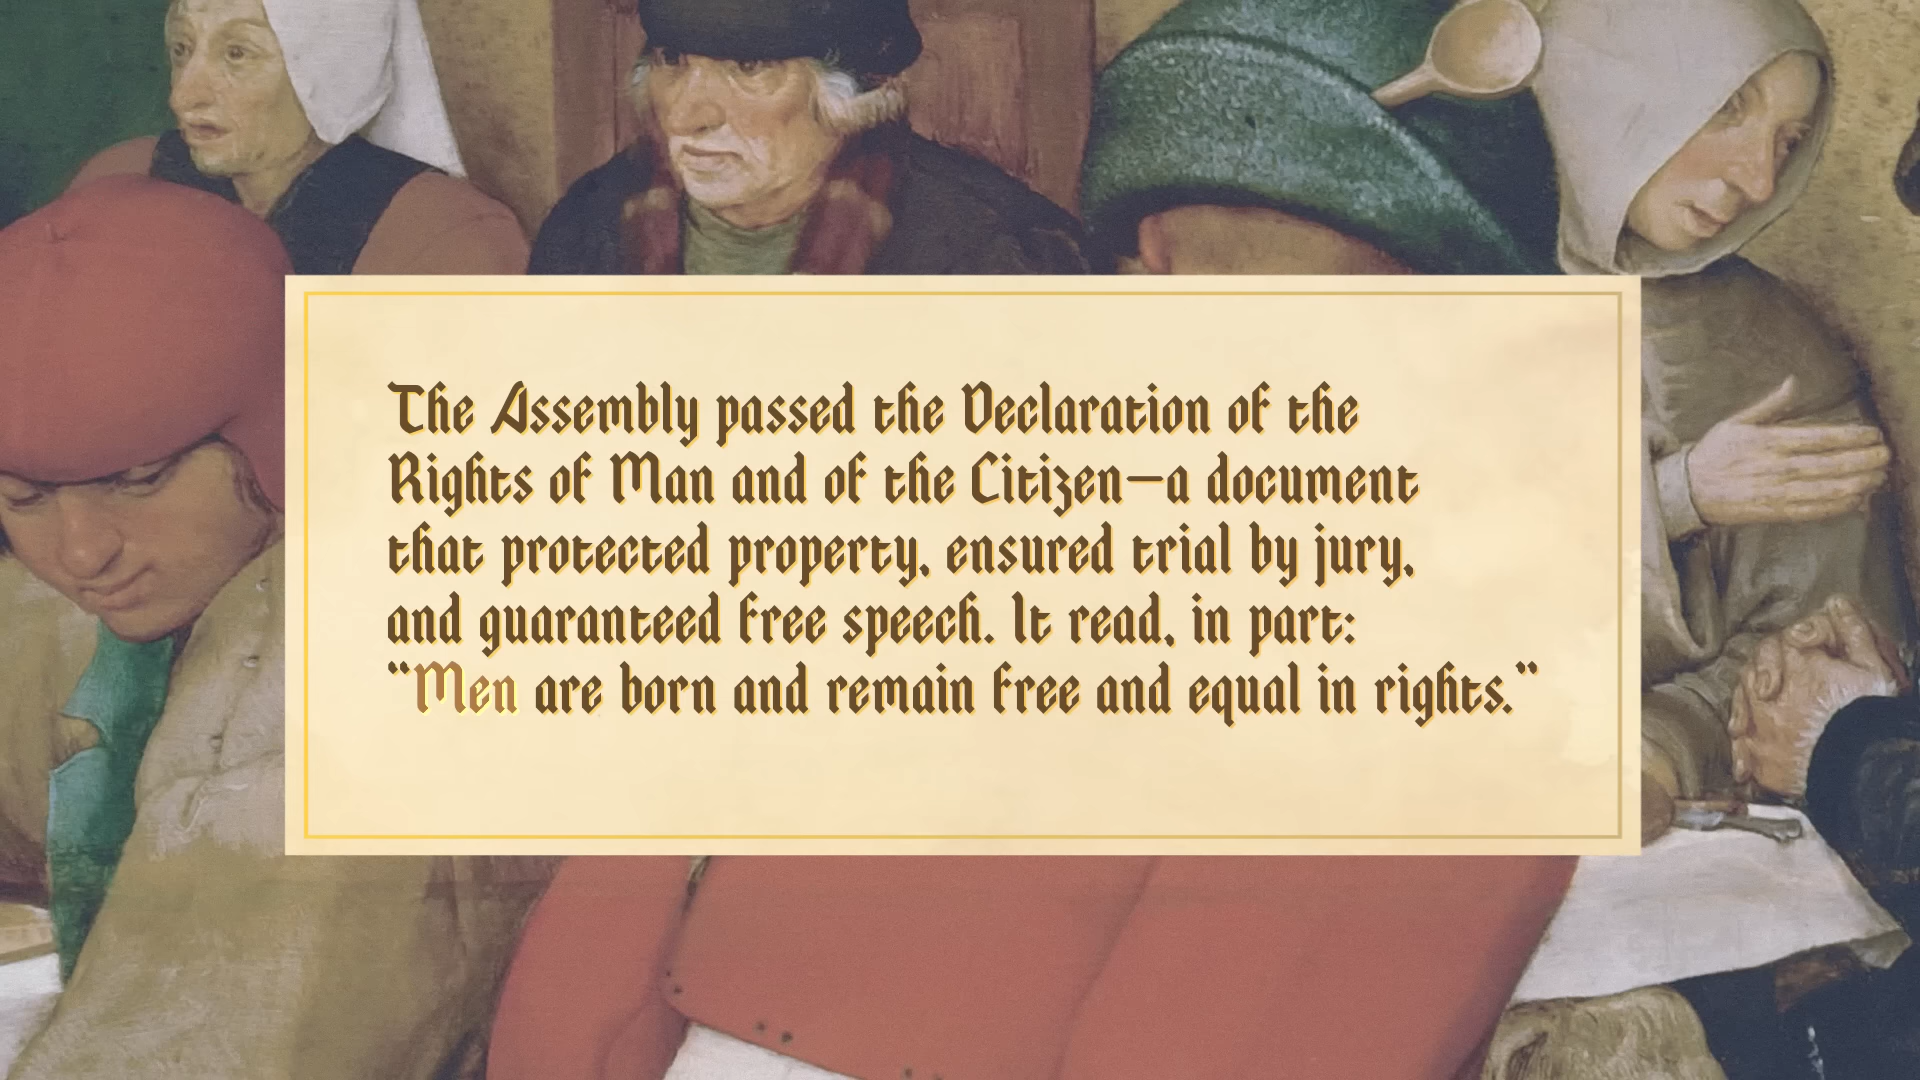 The Assembly passed the Declaration of the
Rights of Man and of the Citizen—a document
that protected property, ensured trial by jury,
and guaranteed free speech. It read, in part:
“Men are born and remain free and equal in rights.”